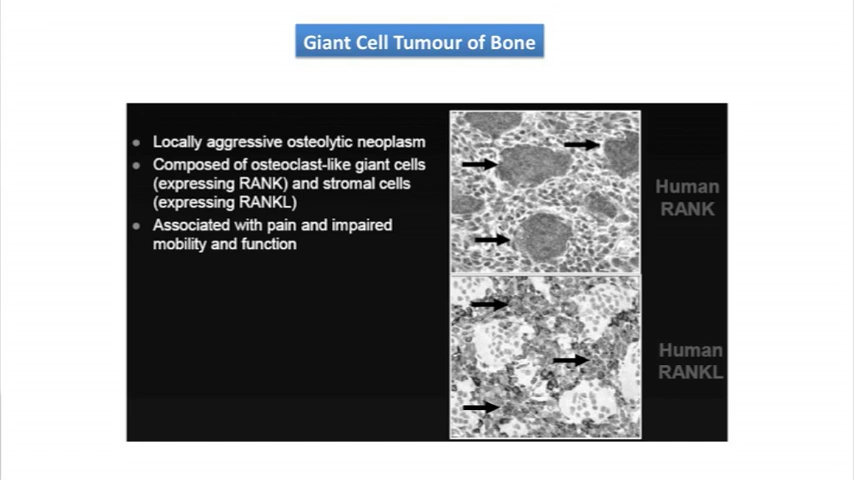 Giant Cell Tumour of Bone
Locally aggressive osteolytic neoplasm
Composed of osteoclast-like giant cells
(expressing RANK) and stromal cells
(expressing RANKL)
Associated with pain and impaired
mobility and function
Human
RANK
Human
RANKL